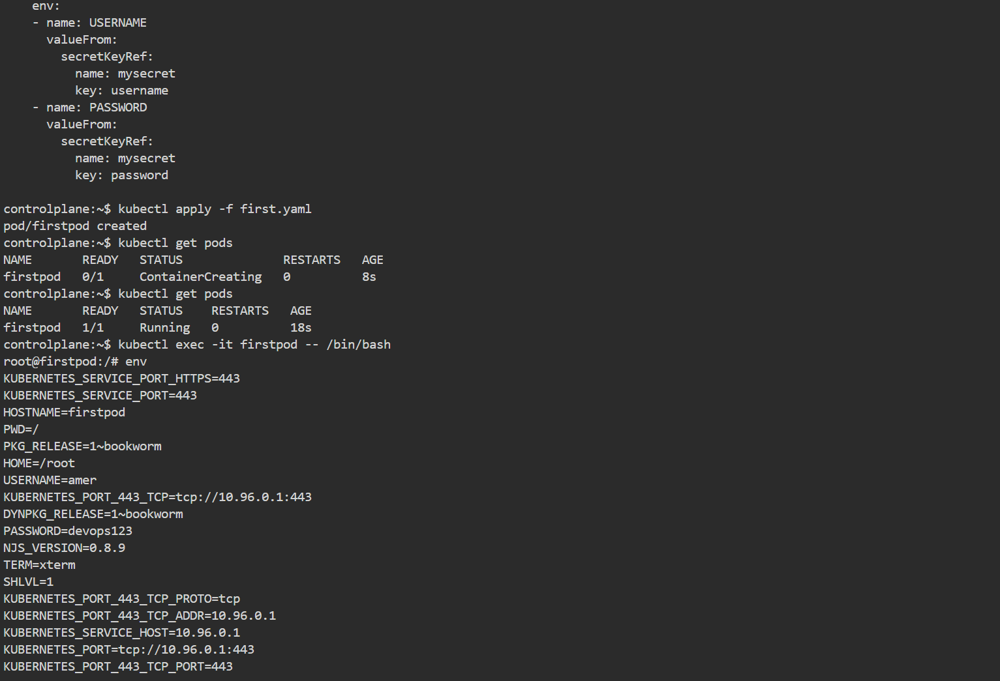 env:
    - name: USERNAME
      valueFrom:
        secretKeyRef:
          name: mysecret
          key: username
    - name: PASSWORD
      valueFrom:
        secretKeyRef:
          name: mysecret
          key: password

controlplane:~$ kubectl apply -f first.yaml
pod/firstpod created
controlplane:~$ kubectl get pods
NAME       READY   STATUS              RESTARTS   AGE
firstpod   0/1     ContainerCreating   0          8s
controlplane:~$ kubectl get pods
NAME       READY   STATUS    RESTARTS   AGE
firstpod   1/1     Running   0          18s
controlplane:~$ kubectl exec -it firstpod -- /bin/bash
root@firstpod:/# env
KUBERNETES_SERVICE_PORT_HTTPS=443
KUBERNETES_SERVICE_PORT=443
HOSTNAME=firstpod
PWD=/
PKG_RELEASE=1~bookworm
HOME=/root
USERNAME=amer
KUBERNETES_PORT_443_TCP=tcp://10.96.0.1:443
DYNPKG_RELEASE=1~bookworm
PASSWORD=devops123
NJS_VERSION=0.8.9
TERM=xterm
SHLVL=1
KUBERNETES_PORT_443_TCP_PROTO=tcp
KUBERNETES_PORT_443_TCP_ADDR=10.96.0.1
KUBERNETES_SERVICE_HOST=10.96.0.1
KUBERNETES_PORT=tcp://10.96.0.1:443
KUBERNETES_PORT_443_TCP_PORT=443